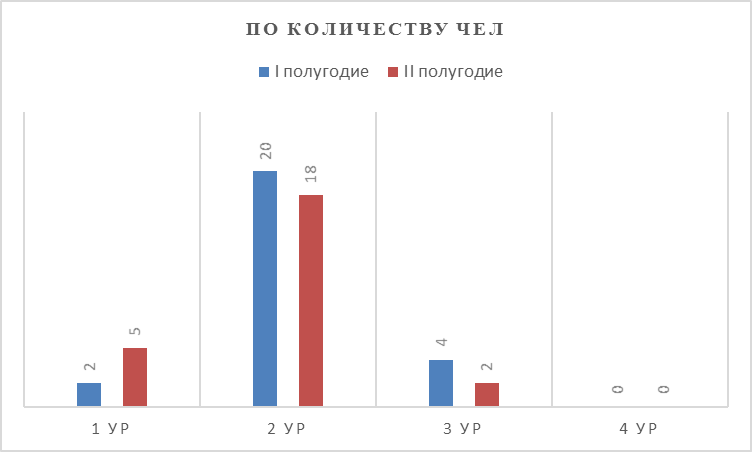 ПО КОЛИЧЕСТВУ ЧЕЛ
I полугодие II полугодие
2 5 20 18 4 2 0 0
1 УР 2 УР 3 УР 4 УР